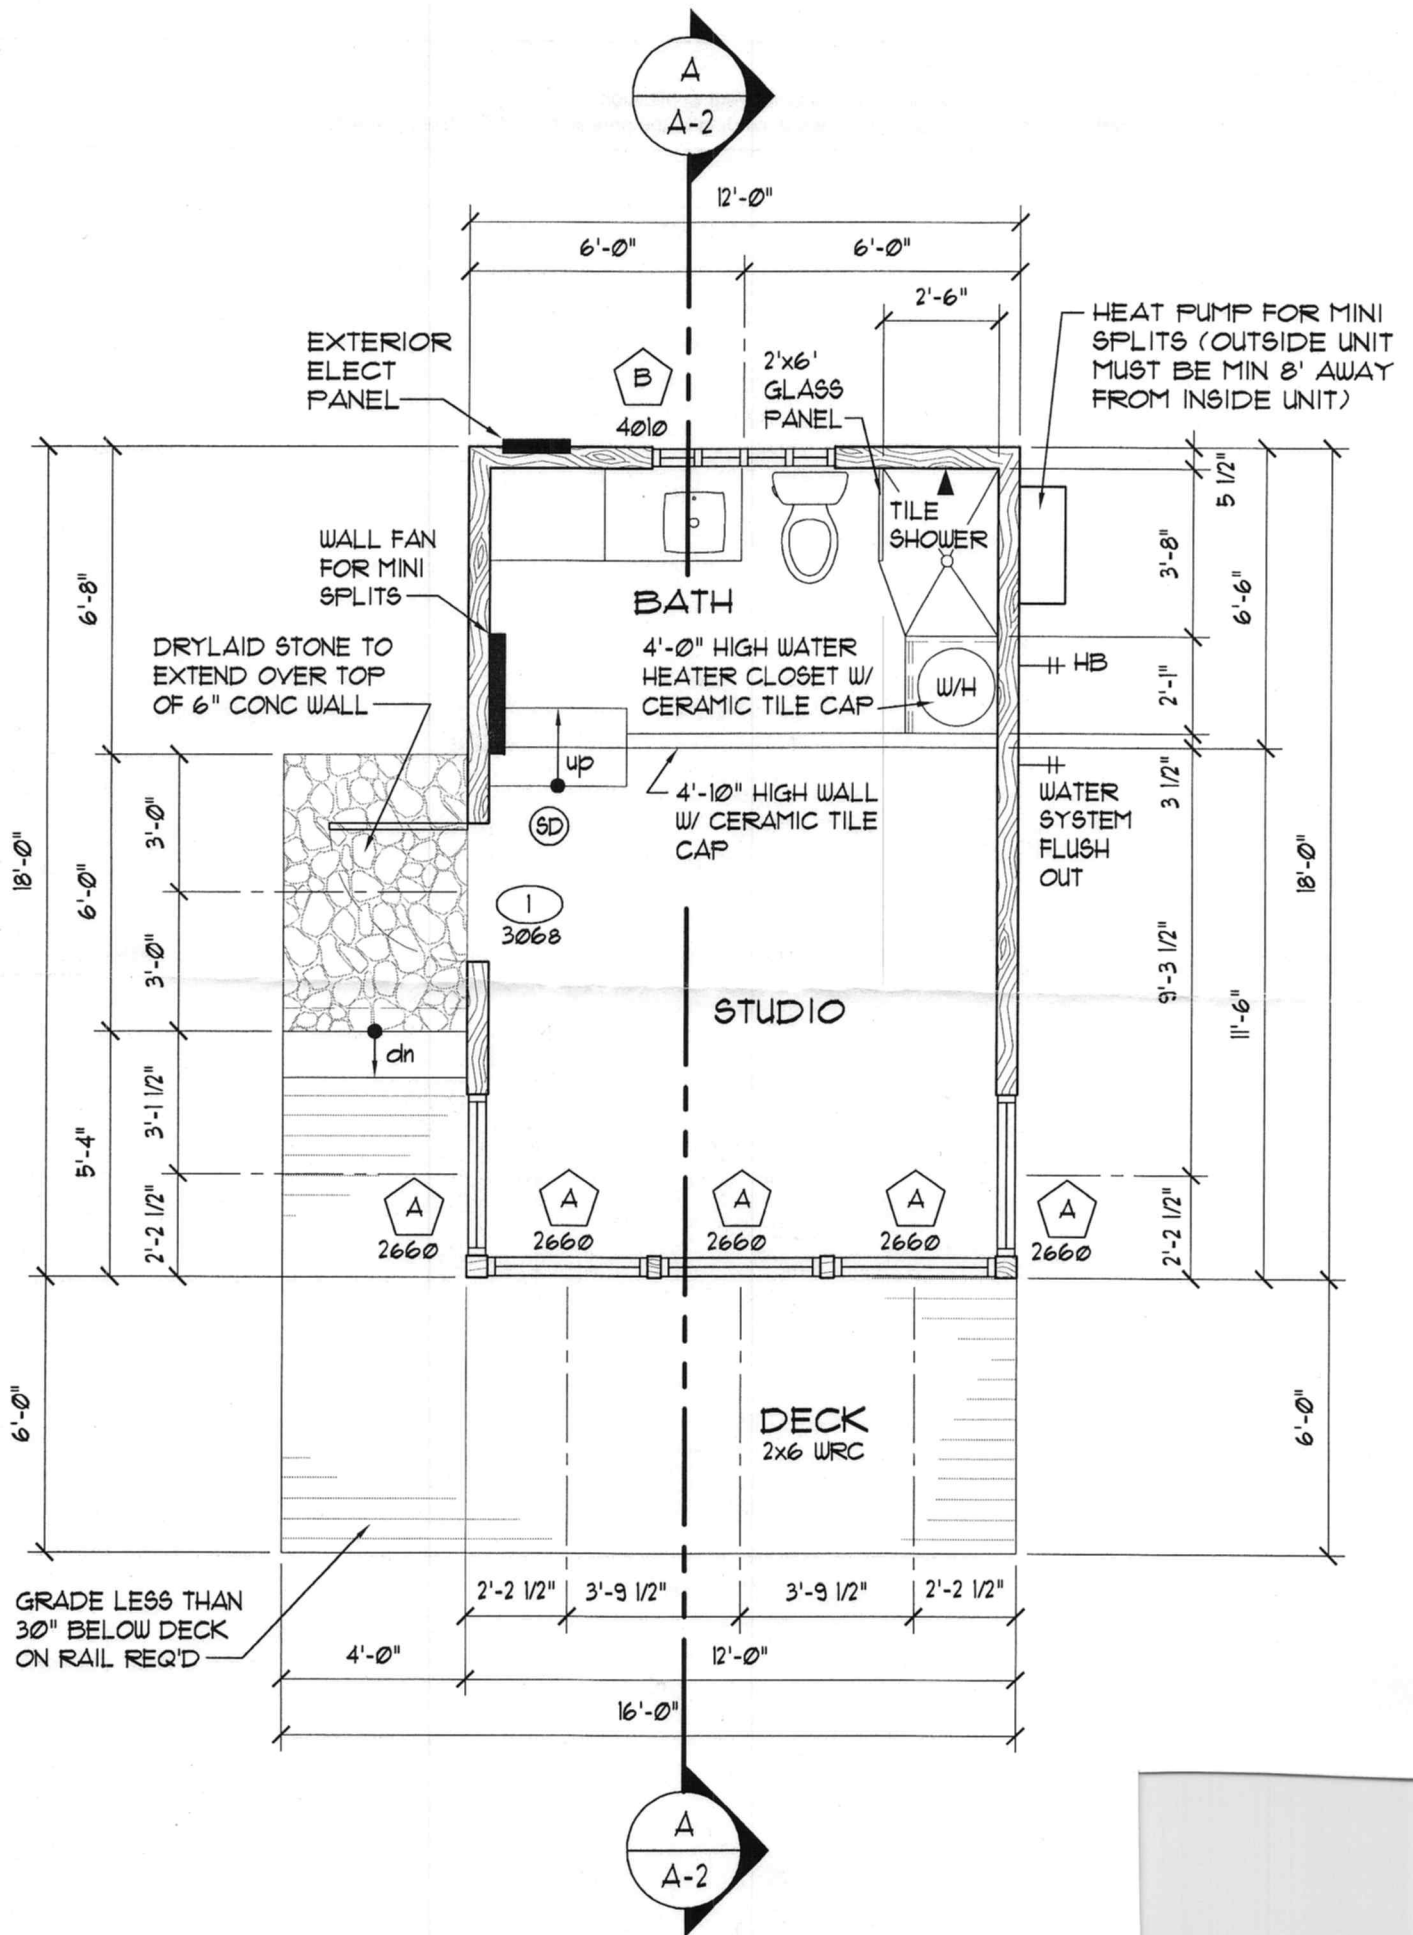 A
A-2
12'-0"
6'-0"
6'-0"
2'-6"
HEAT PUMP FOR MINI
SPLITS (OUTSIDE UNIT
MUST BE MIN 8' AWAY
FROM INSIDE UNIT)
EXTERIOR
ELECT
PANEL
B
4010
2'x6'
GLASS
PANEL
5 1/2"
TILE
SHOWER
WALL FAN
FOR MINI
SPLITS
3'-8"
6'-6"
6'-8"
BATH
DRYLAID STONE TO
EXTEND OVER TOP
OF 6" CONC WALL
4'-0" HIGH WATER
HEATER CLOSET W/
CERAMIC TILE CAP
W/H
HB
2'-1"
up
4'-10" HIGH WALL
W/ CERAMIC TILE
CAP
3 1/2"
WATER
SYSTEM
FLUSH
OUT
SD
3'-0"
18'-0"
6'-0"
18'-0"
1
3068
3'-0"
9'-3 1/2"
STUDIO
11'-6"
dn
3'-1 1/2"
5'-4"
2'-2 1/2"
A
2660
A
2660
A
2660
A
2660
A
2660
2'-2 1/2"
6'-0"
DECK
2x6 WRC
6'-0"
GRADE LESS THAN
30" BELOW DECK
ON RAIL REQ'D
2'-2 1/2"
3'-9 1/2"
3'-9 1/2"
2'-2 1/2"
4'-0"
12'-0"
16'-0"
A
A-2